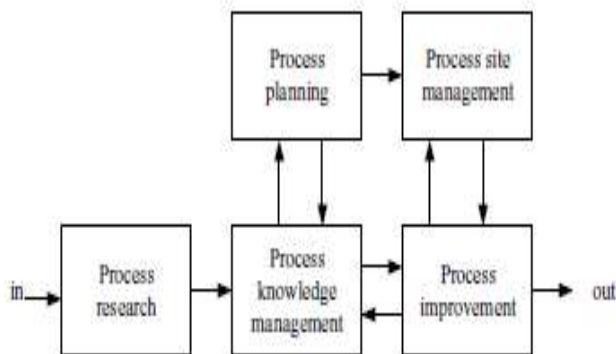 Process
planning
Process site
management
in
Process
research
Process
knowledge
management
Process
improvement
out